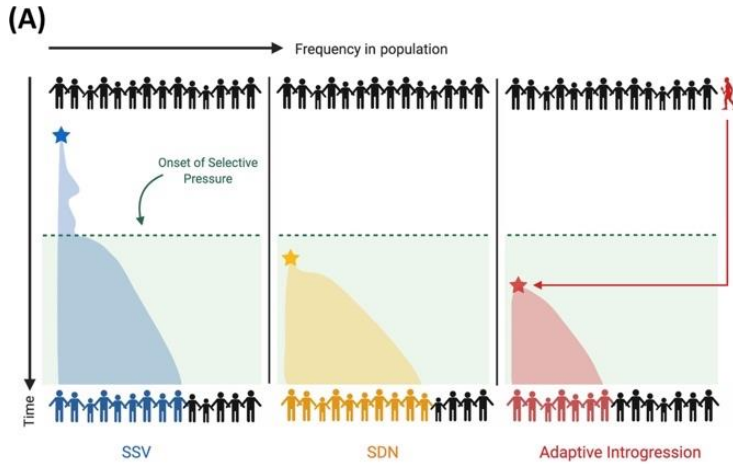 (A)
Frequency in population
Onset of Selective
Pressure
Time
SSV
SDN
Adaptive Introgression